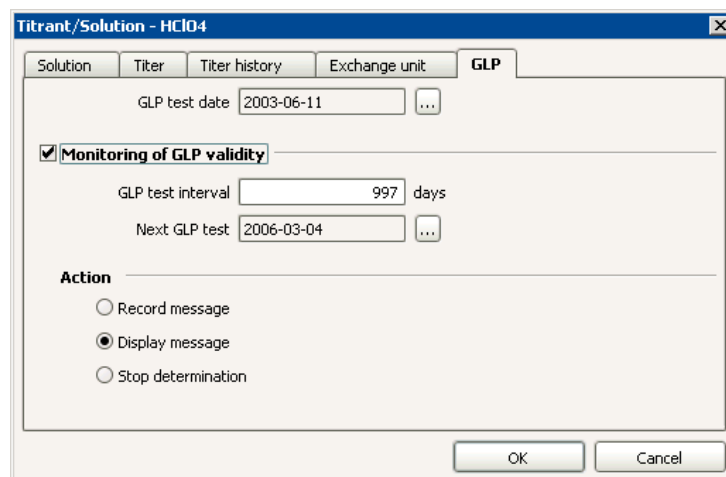 Titrant/Solution - HClO4
Solution Titer Titer history Exchange unit GLP
GLP test date 2003-06-11 ...
Monitoring of GLP validity
GLP test interval 997 days
Next GLP test 2006-03-04 ...
Action
Record message
Display message
Stop determination
OK Cancel